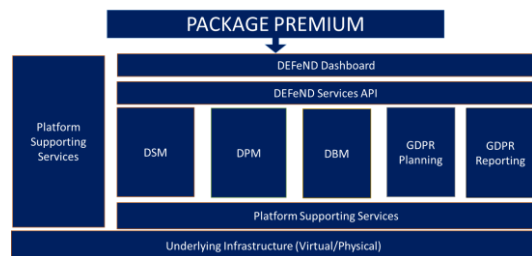 PACKAGE PREMIUM
DEFeND Dashboard
DEFeND Services API
Platform
Supporting
Services
DSM
DPM
DBM
GDPR
Planning
GDPR
Reporting
Platform Supporting Services
Underlying Infrastructure (Virtual/Physical)